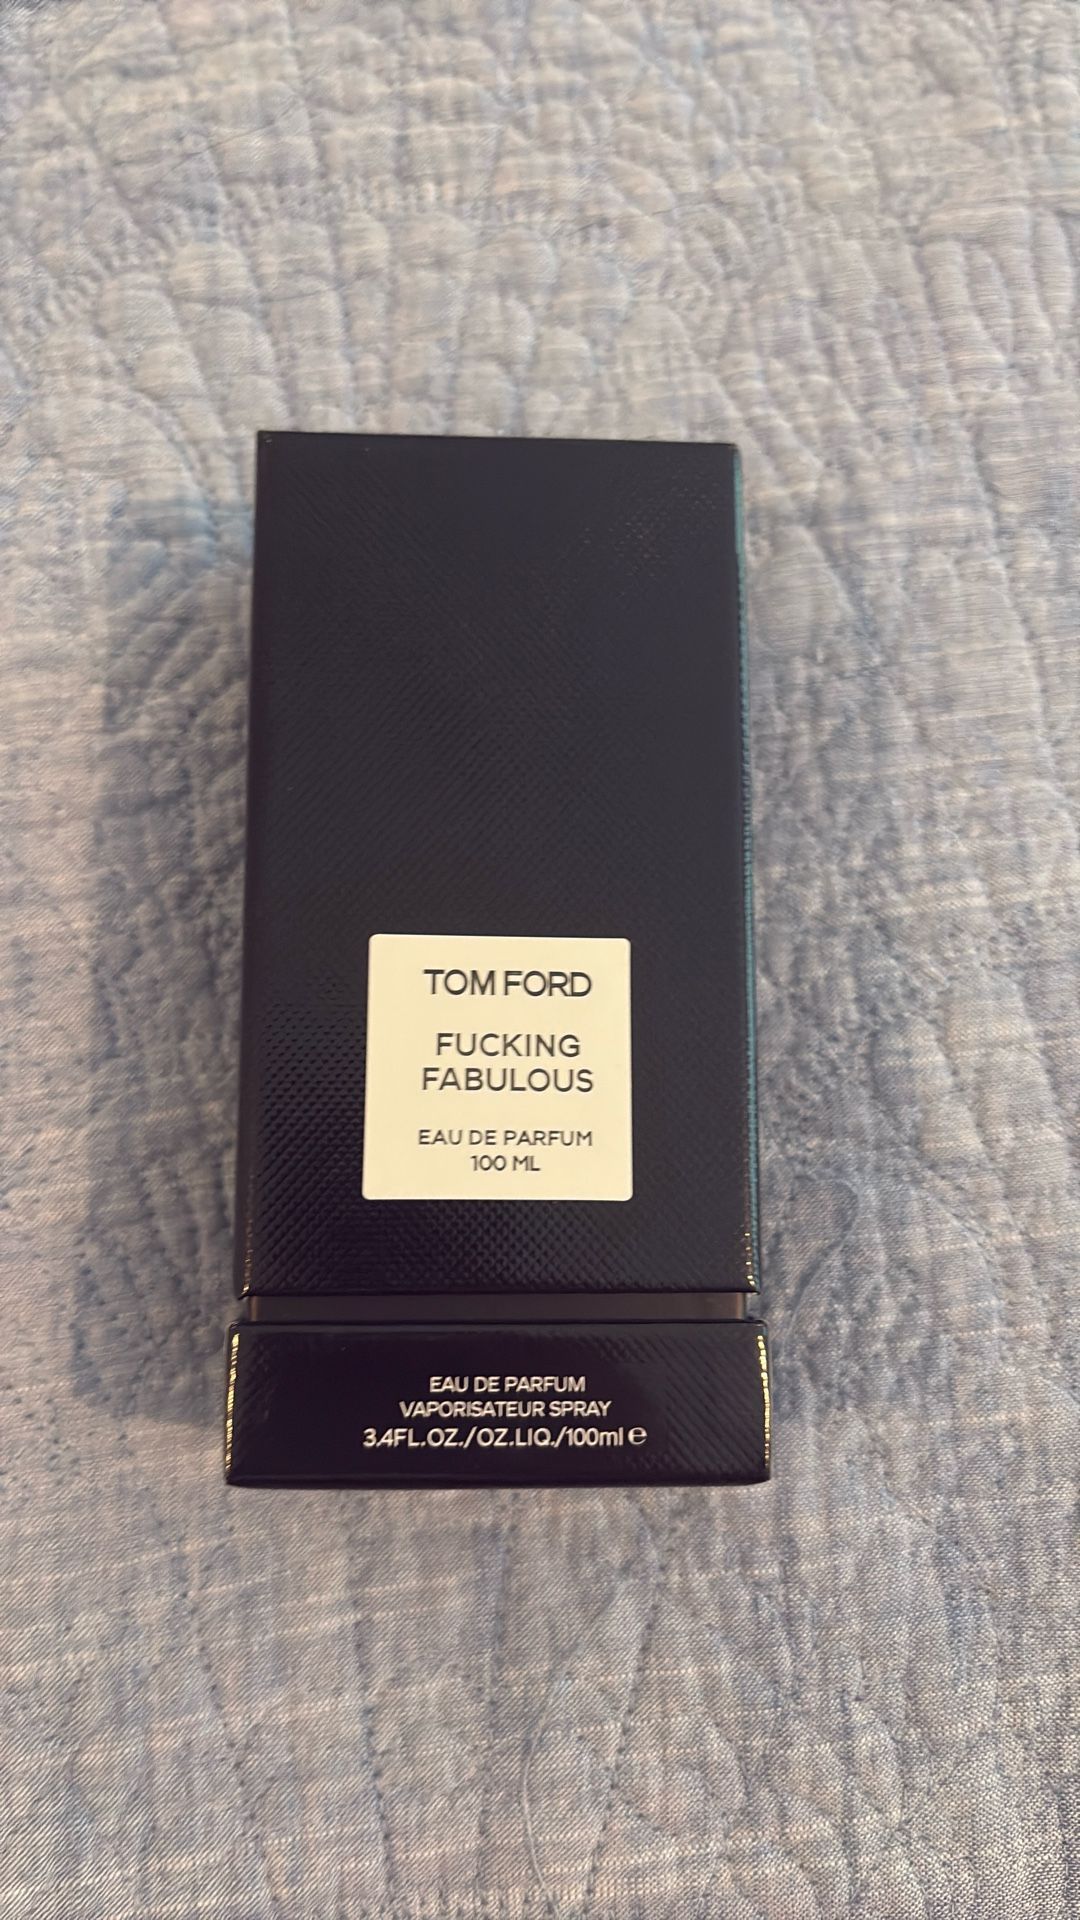 TOM FORD
FUCKING
FABULOUS
EAU DE PARFUM
100 ML
EAU DE PARFUM
VAPORISATEUR SPRAY
3.4FL.OZ./OZ.LIQ./100ml ℮